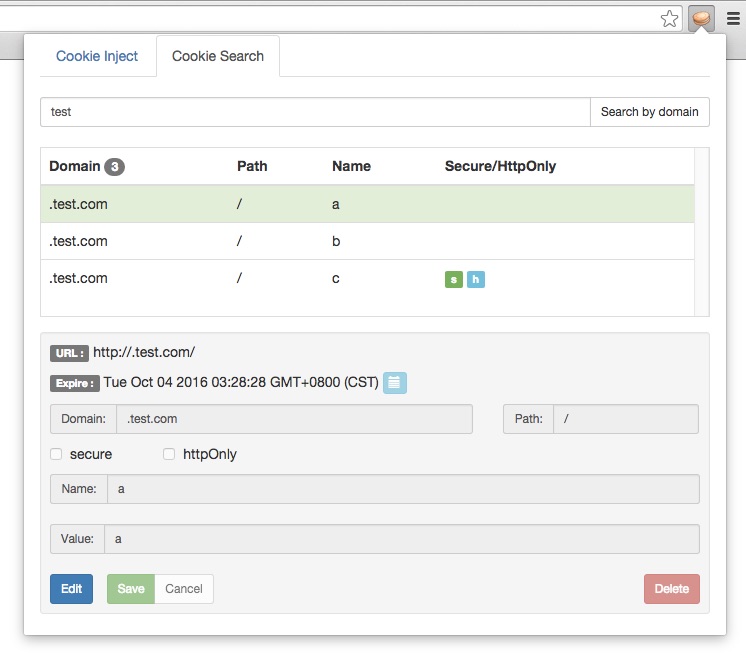 Cookie Inject Cookie Search
test Search by domain
Domain 3 Path Name Secure/HttpOnly
.test.com / a
.test.com / b
.test.com / c s h
URL : http://.test.com/
Expire : Tue Oct 04 2016 03:28:28 GMT+0800 (CST)
Domain: .test.com Path: /
secure httpOnly
Name: a
Value: a
Edit Save Cancel Delete